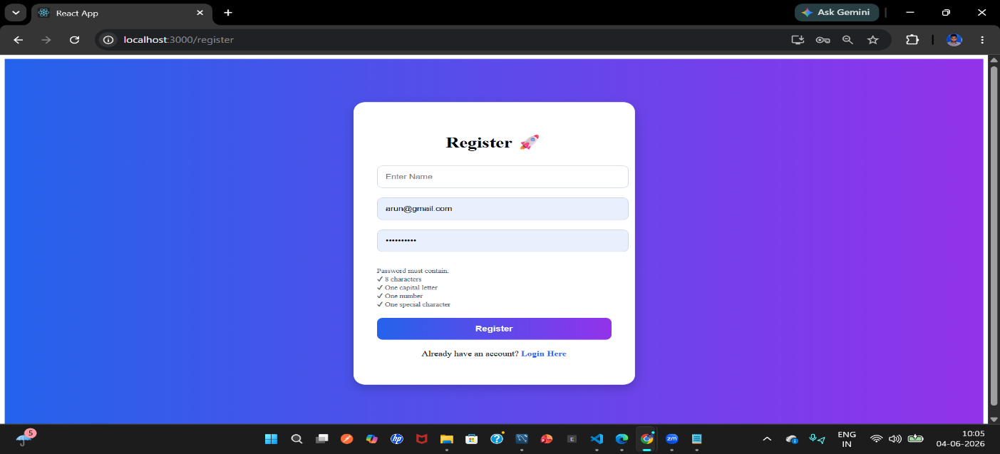 React App
Ask Gemini
localhost:3000/register
Register 🚀
Enter Name
arun@gmail.com
••••••••••
Password must contain:
✓ 8 characters
✓ One capital letter
✓ One number
✓ One special character
Register
Already have an account? Login Here
5
hp
E
zm
ENG
IN
10:05
04-06-2026